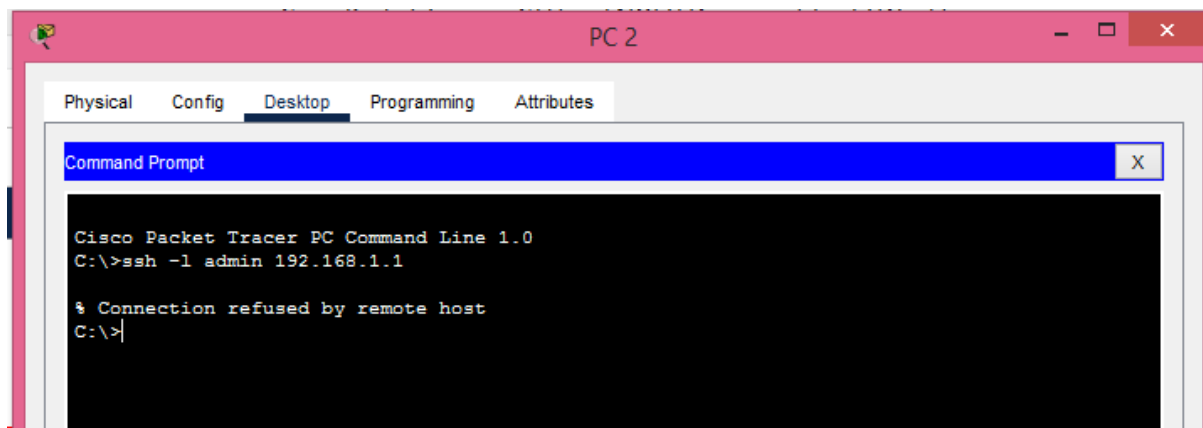 PC 2
Physical Config Desktop Programming Attributes
Command Prompt
X
Cisco Packet Tracer PC Command Line 1.0
C:\>ssh -l admin 192.168.1.1
% Connection refused by remote host
C:\>